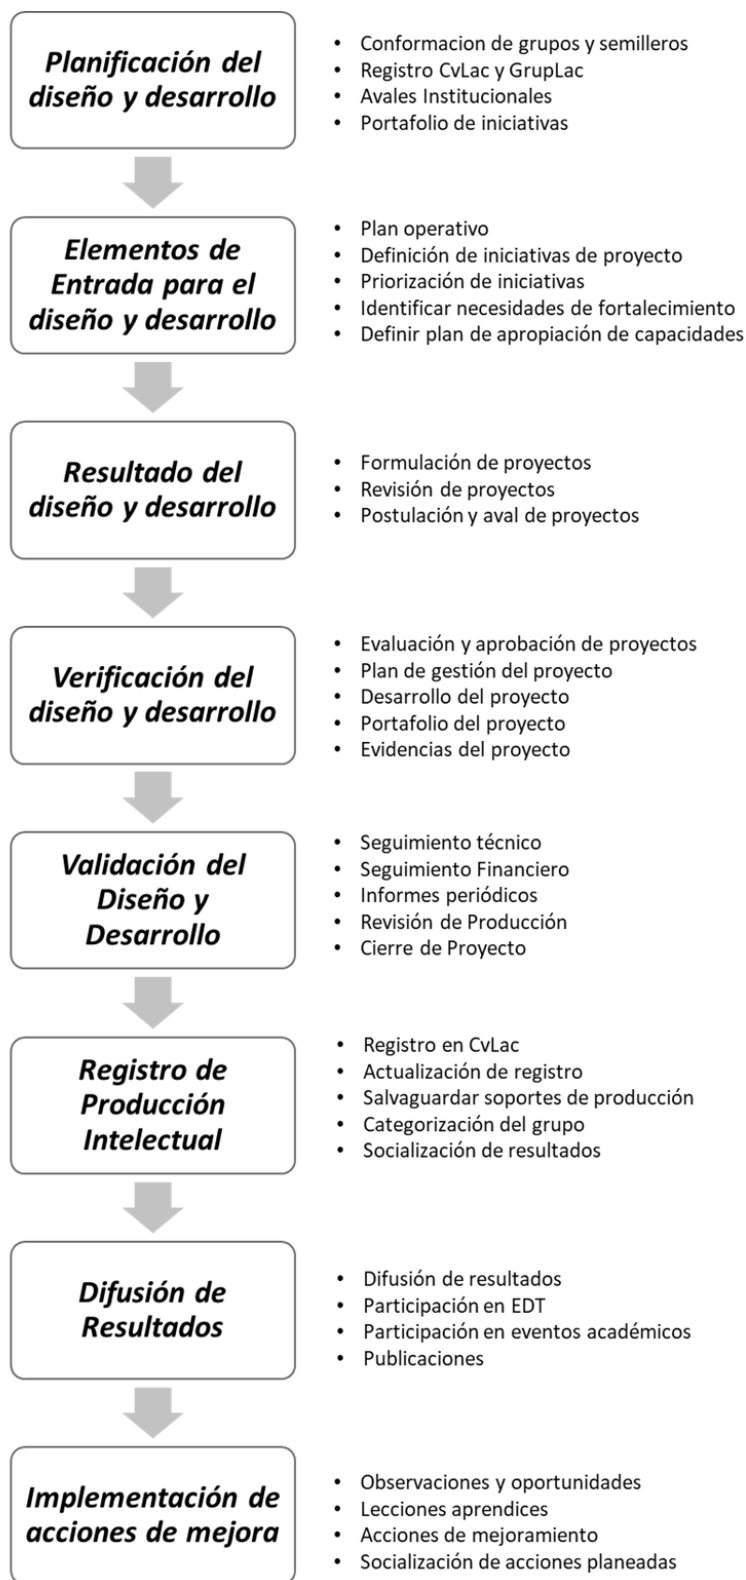 Planificación del
diseño y desarrollo
• Conformacion de grupos y semilleros
• Registro CvLac y GrupLac
• Avales Institucionales
• Portafolio de iniciativas
Elementos de
Entrada para el
diseño y desarrollo
• Plan operativo
• Definición de iniciativas de proyecto
• Priorización de iniciativas
• Identificar necesidades de fortalecimiento
• Definir plan de apropiación de capacidades
Resultado del
diseño y desarrollo
• Formulación de proyectos
• Revisión de proyectos
• Postulación y aval de proyectos
Verificación del
diseño y desarrollo
• Evaluación y aprobación de proyectos
• Plan de gestión del proyecto
• Desarrollo del proyecto
• Portafolio del proyecto
• Evidencias del proyecto
Validación del
Diseño y
Desarrollo
• Seguimiento técnico
• Seguimiento Financiero
• Informes periódicos
• Revisión de Producción
• Cierre de Proyecto
Registro de
Producción
Intelectual
• Registro en CvLac
• Actualización de registro
• Salvaguardar soportes de producción
• Categorización del grupo
• Socialización de resultados
Difusión de
Resultados
• Difusión de resultados
• Participación en EDT
• Participación en eventos académicos
• Publicaciones
Implementación de
acciones de mejora
• Observaciones y oportunidades
• Lecciones aprendices
• Acciones de mejoramiento
• Socialización de acciones planeadas